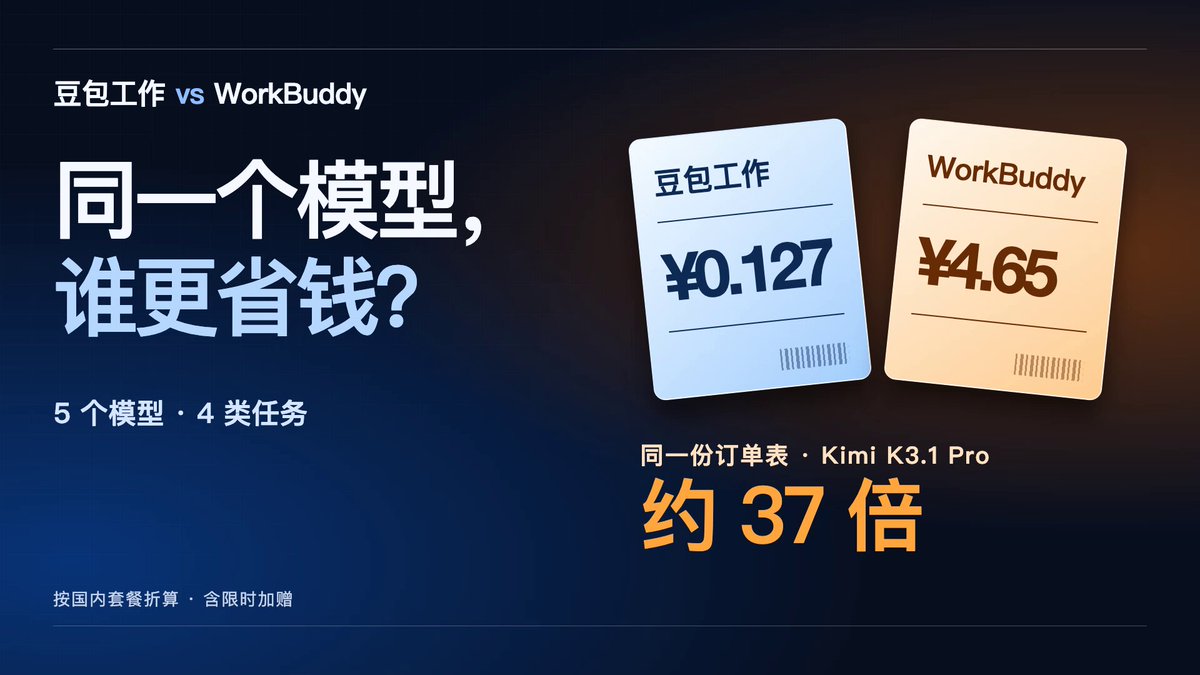 豆包工作 vs WorkBuddy
同一个模型，
谁更省钱？
5 个模型 · 4 类任务
按国内套餐折算 · 含限时加赠
豆包工作
¥0.127
WorkBuddy
¥4.65
同一份订单表 · Kimi K3.1 Pro
约 37 倍